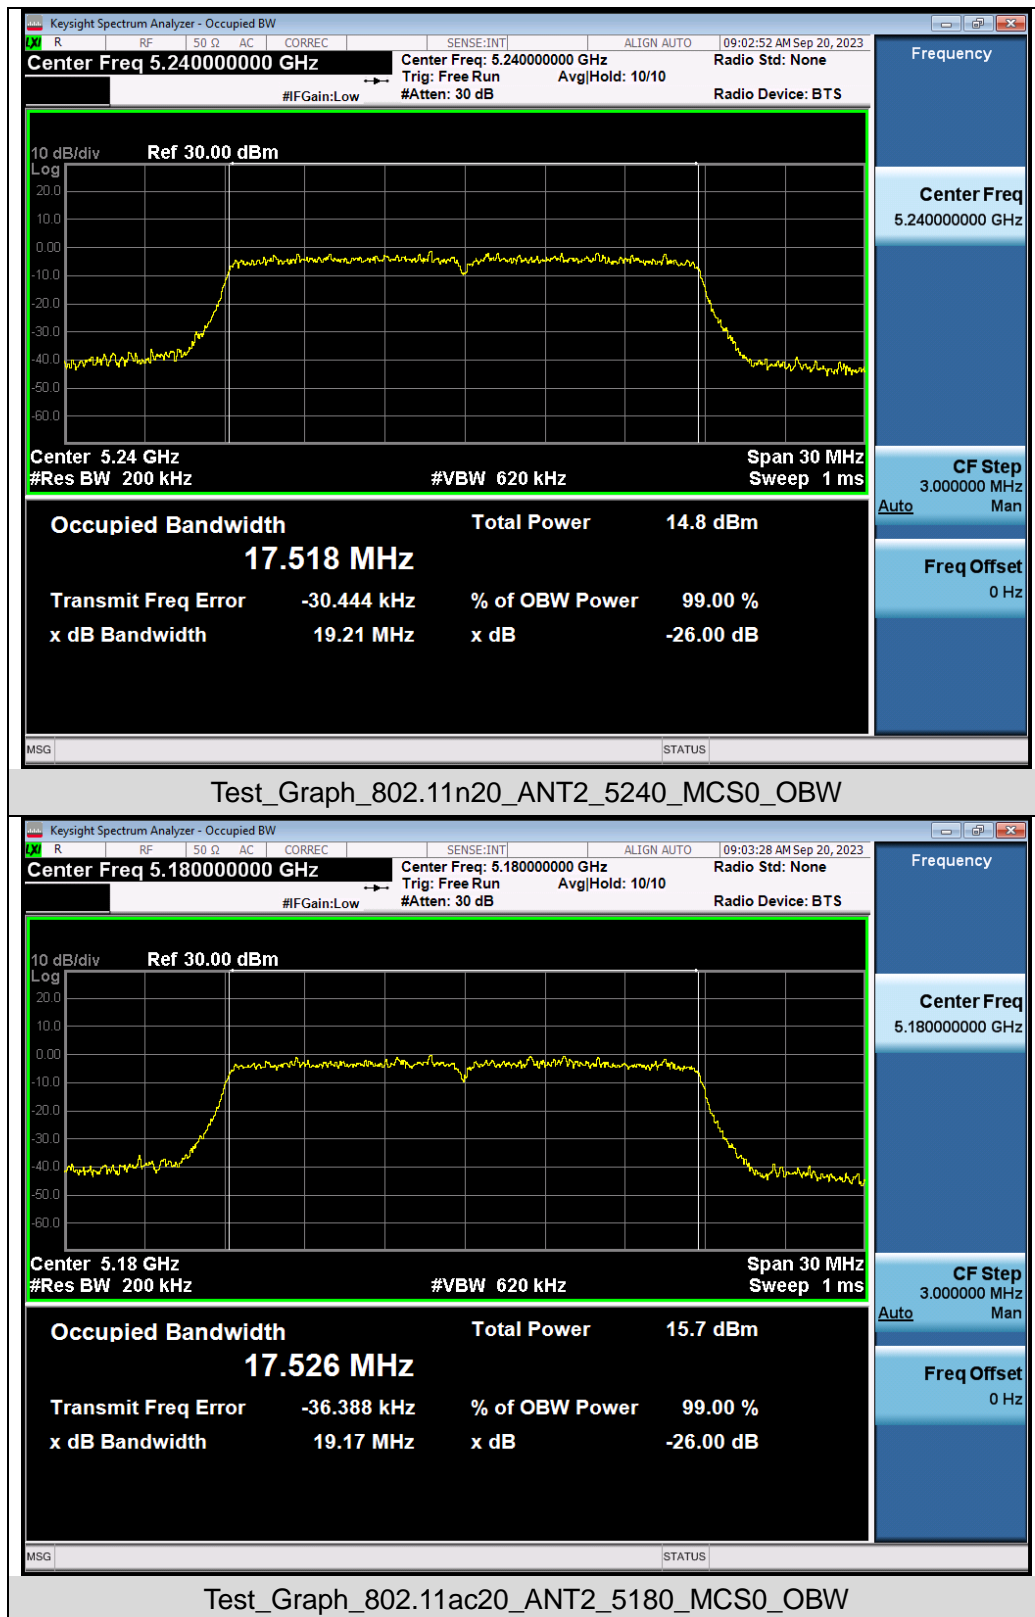 Keysight Spectrum Analyzer - Occupied BW
LXI R RF 50 Ω AC CORREC SENSE:INT ALIGN AUTO 09:02:52 AM Sep 20, 2023
Center Freq 5.240000000 GHz
Center Freq: 5.240000000 GHz
Radio Std: None
Trig: Free Run Avg|Hold: 10/10
#IFGain:Low
#Atten: 30 dB
Radio Device: BTS
10 dB/div Ref 30.00 dBm
Log
20.0
10.0
0.00
-10.0
-20.0
-30.0
-40.0
-50.0
-60.0
Center 5.24 GHz Span 30 MHz
#Res BW 200 kHz #VBW 620 kHz Sweep 1 ms
Occupied Bandwidth Total Power 14.8 dBm
17.518 MHz
Transmit Freq Error -30.444 kHz % of OBW Power 99.00 %
x dB Bandwidth 19.21 MHz x dB -26.00 dB
Frequency
Center Freq
5.240000000 GHz
CF Step
3.000000 MHz
Auto Man
Freq Offset
0 Hz
MSG STATUS
Test_Graph_802.11n20_ANT2_5240_MCS0_OBW
Keysight Spectrum Analyzer - Occupied BW
LXI R RF 50 Ω AC CORREC SENSE:INT ALIGN AUTO 09:03:28 AM Sep 20, 2023
Center Freq 5.180000000 GHz
Center Freq: 5.180000000 GHz
Radio Std: None
Trig: Free Run Avg|Hold: 10/10
#IFGain:Low
#Atten: 30 dB
Radio Device: BTS
10 dB/div Ref 30.00 dBm
Log
20.0
10.0
0.00
-10.0
-20.0
-30.0
-40.0
-50.0
-60.0
Center 5.18 GHz Span 30 MHz
#Res BW 200 kHz #VBW 620 kHz Sweep 1 ms
Occupied Bandwidth Total Power 15.7 dBm
17.526 MHz
Transmit Freq Error -36.388 kHz % of OBW Power 99.00 %
x dB Bandwidth 19.17 MHz x dB -26.00 dB
Frequency
Center Freq
5.180000000 GHz
CF Step
3.000000 MHz
Auto Man
Freq Offset
0 Hz
MSG STATUS
Test_Graph_802.11ac20_ANT2_5180_MCS0_OBW